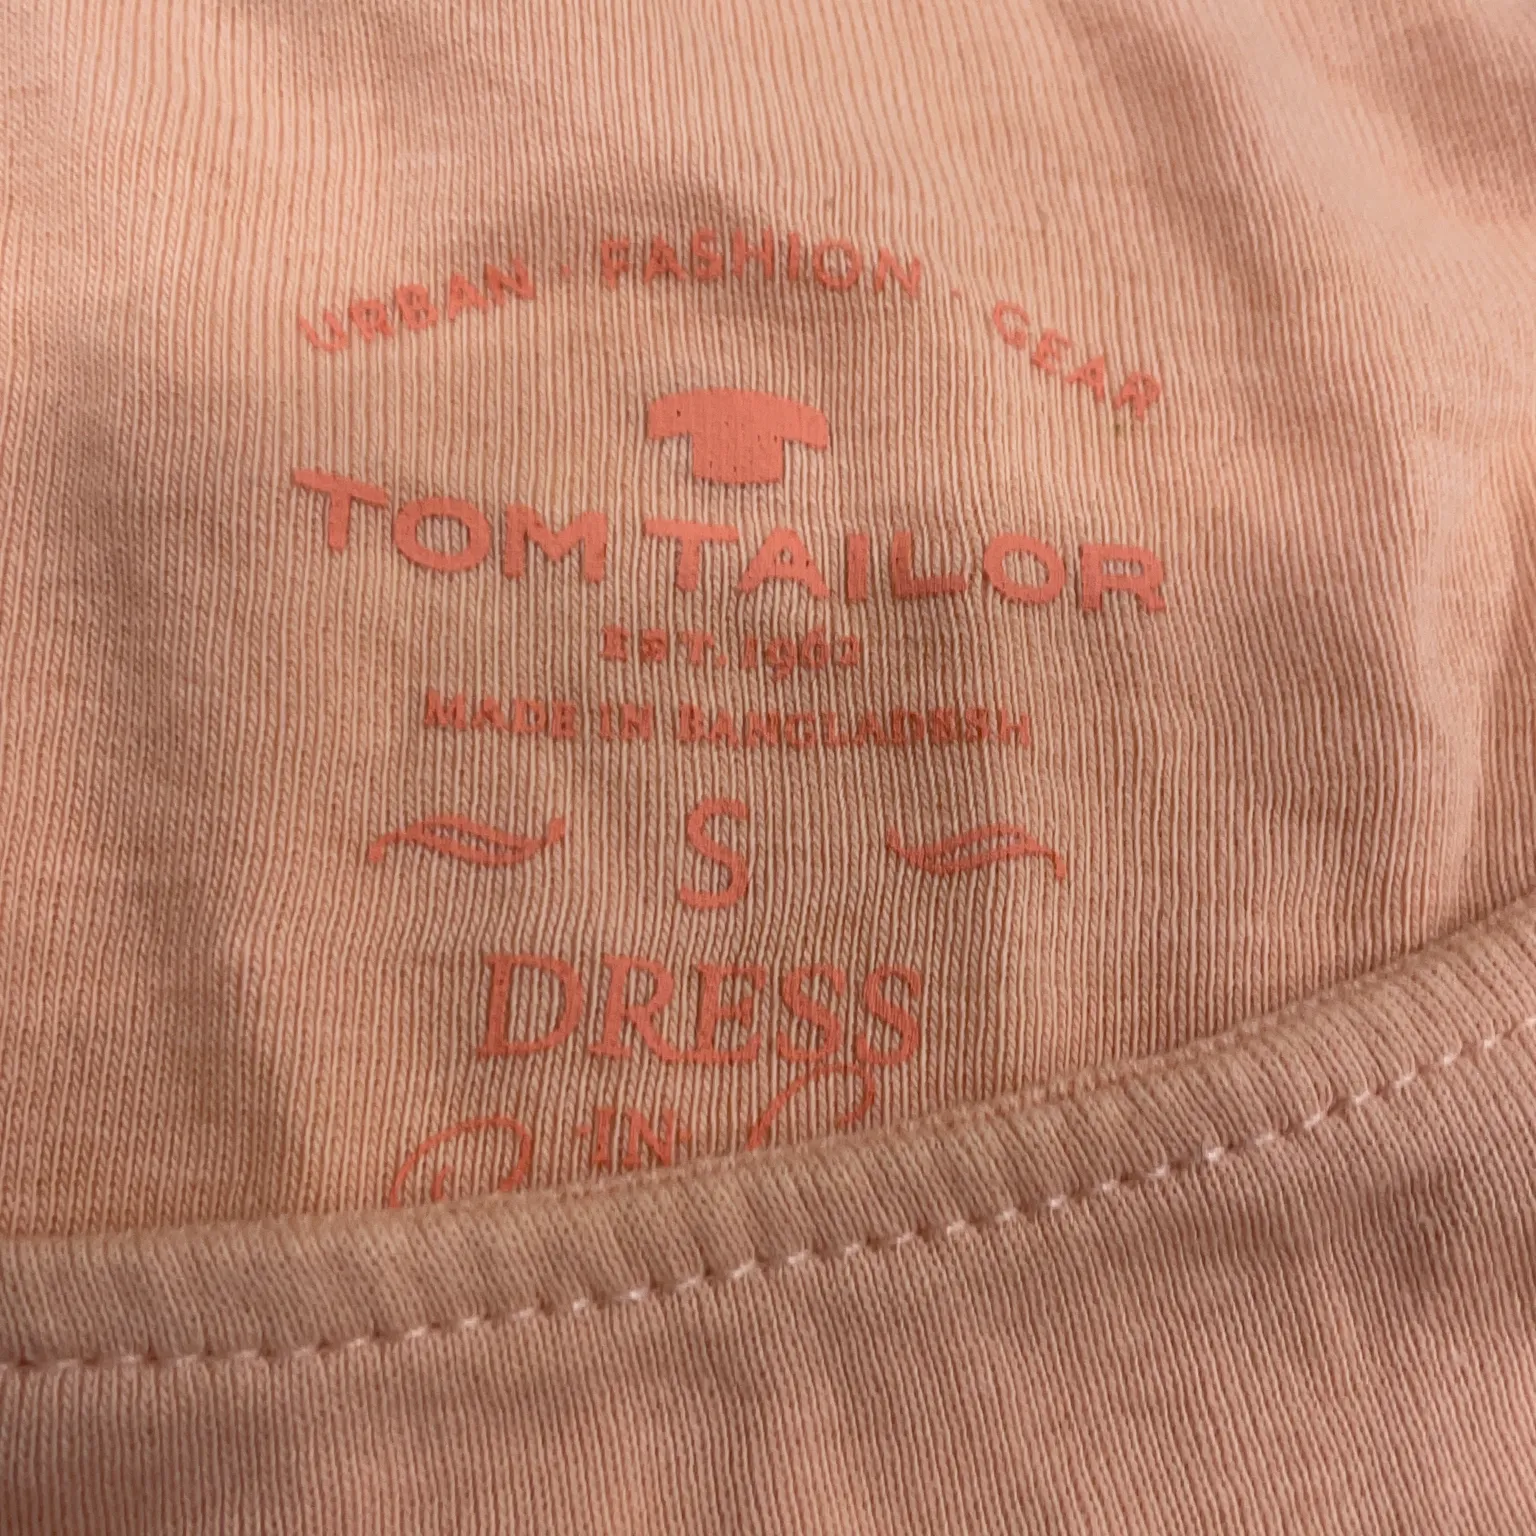 URBAN · FASHION · GEAR
TOM TAILOR
EST. 1962
MADE IN BANGLADESH
S
DRESS
·IN·